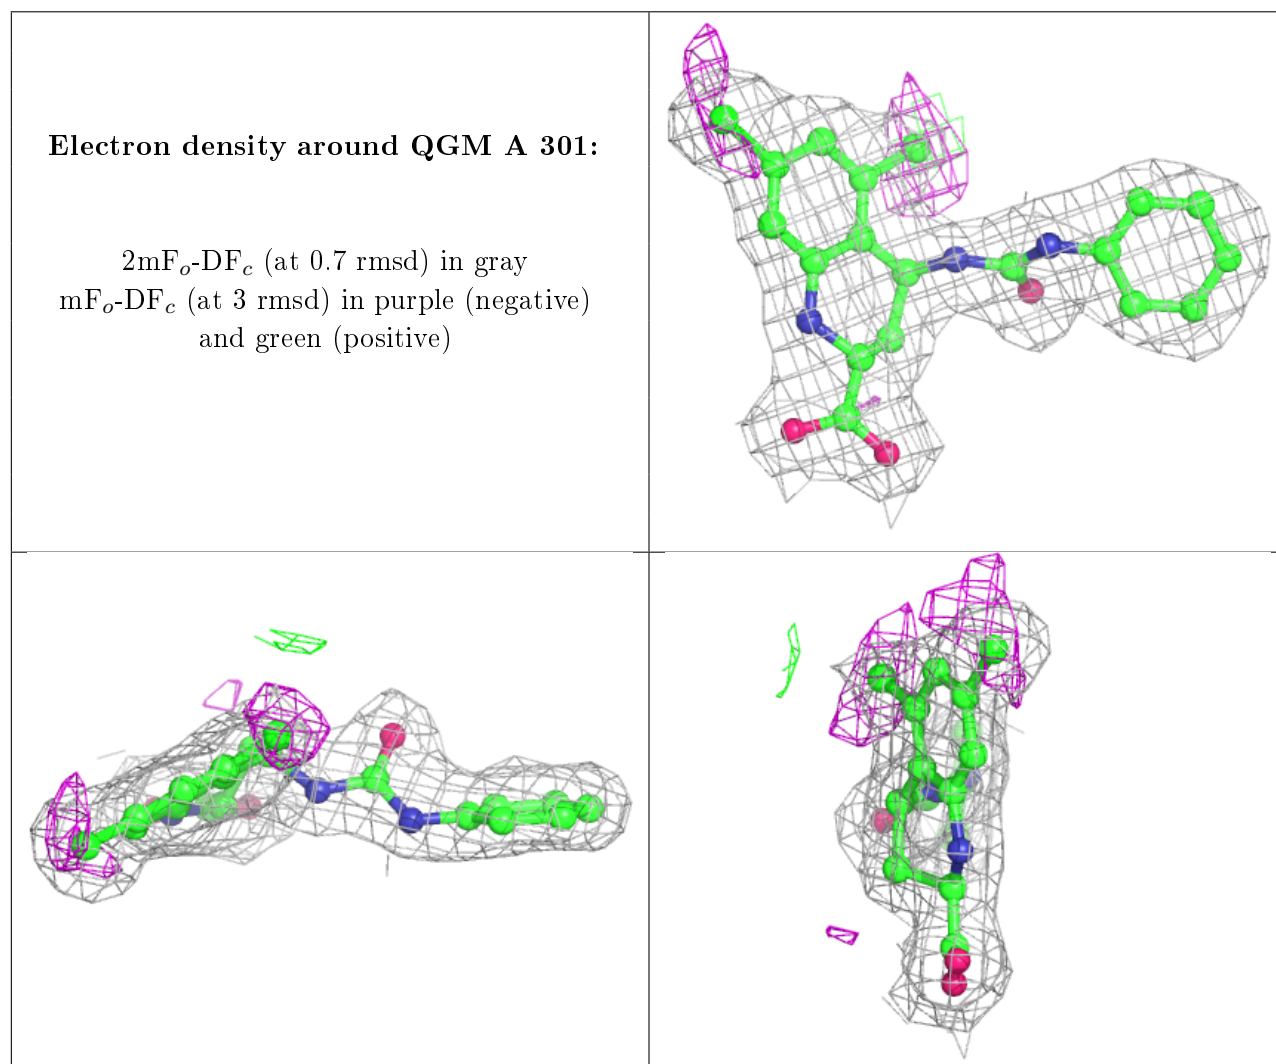 Electron density around QGM A 301:
2mFo-DFc (at 0.7 rmsd) in gray
mFo-DFc (at 3 rmsd) in purple (negative)
and green (positive)